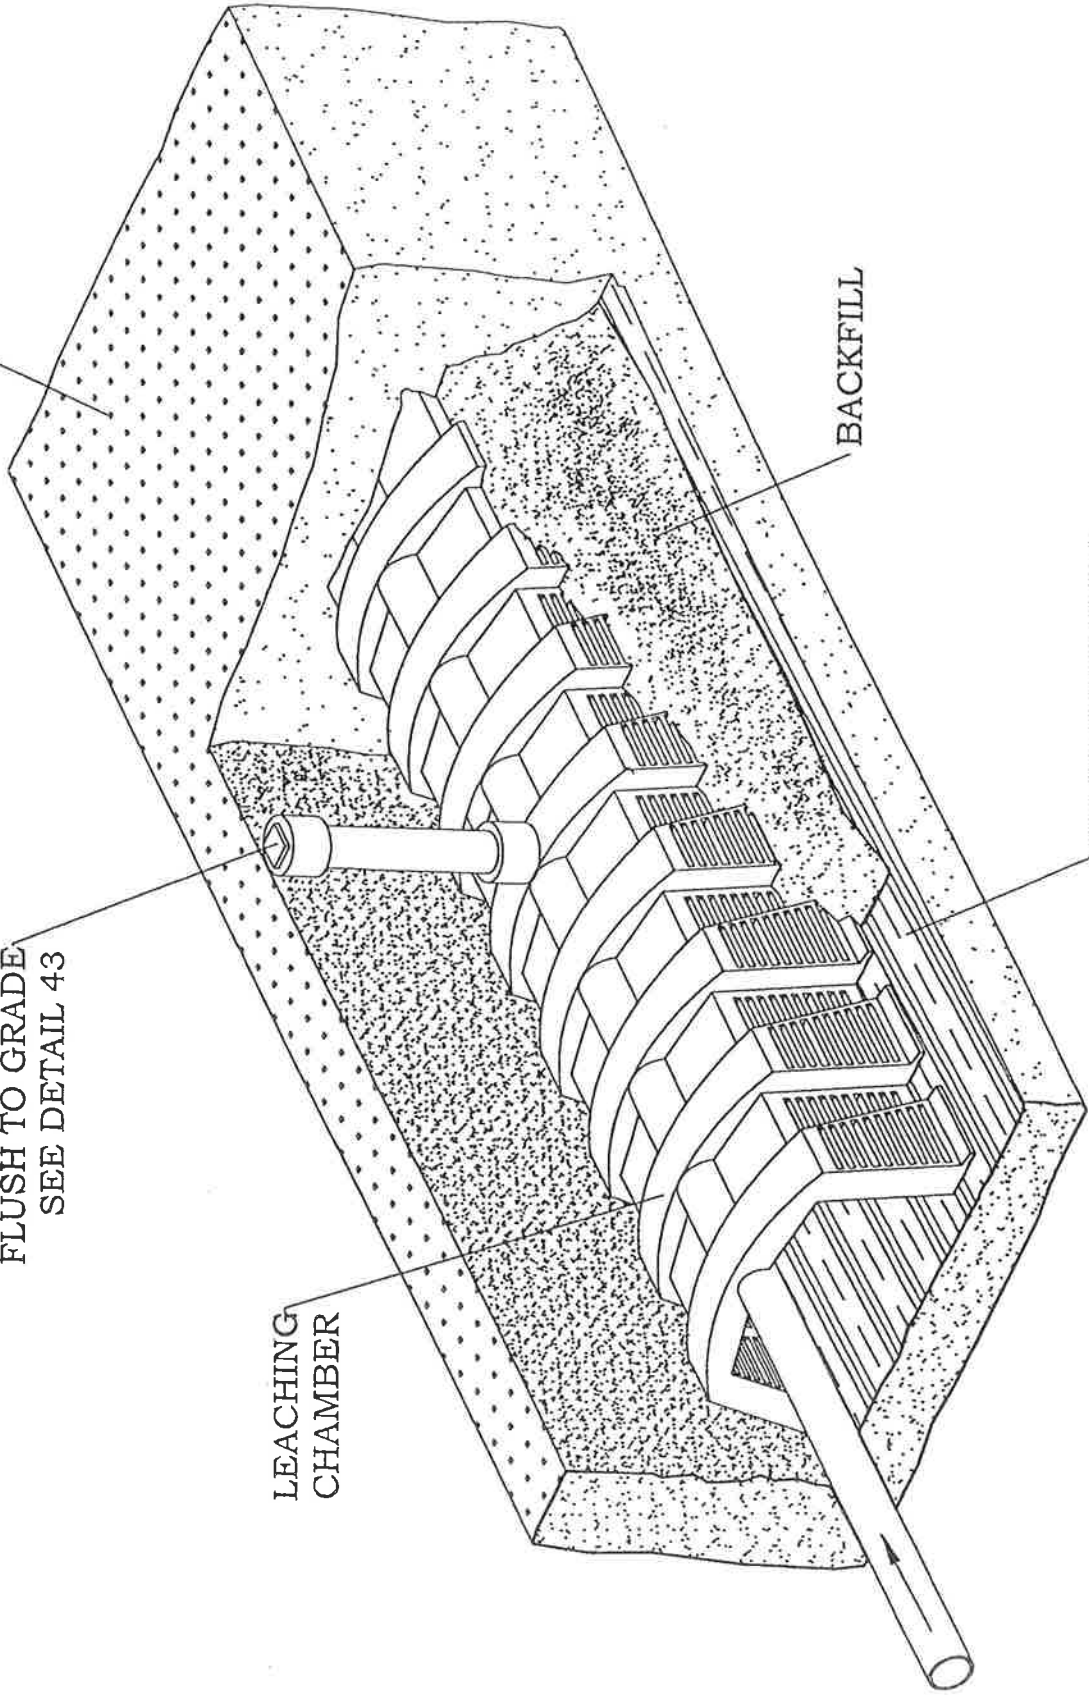 FLUSH TO GRADE
SEE DETAIL 43
LEACHING
CHAMBER
BACKFILL